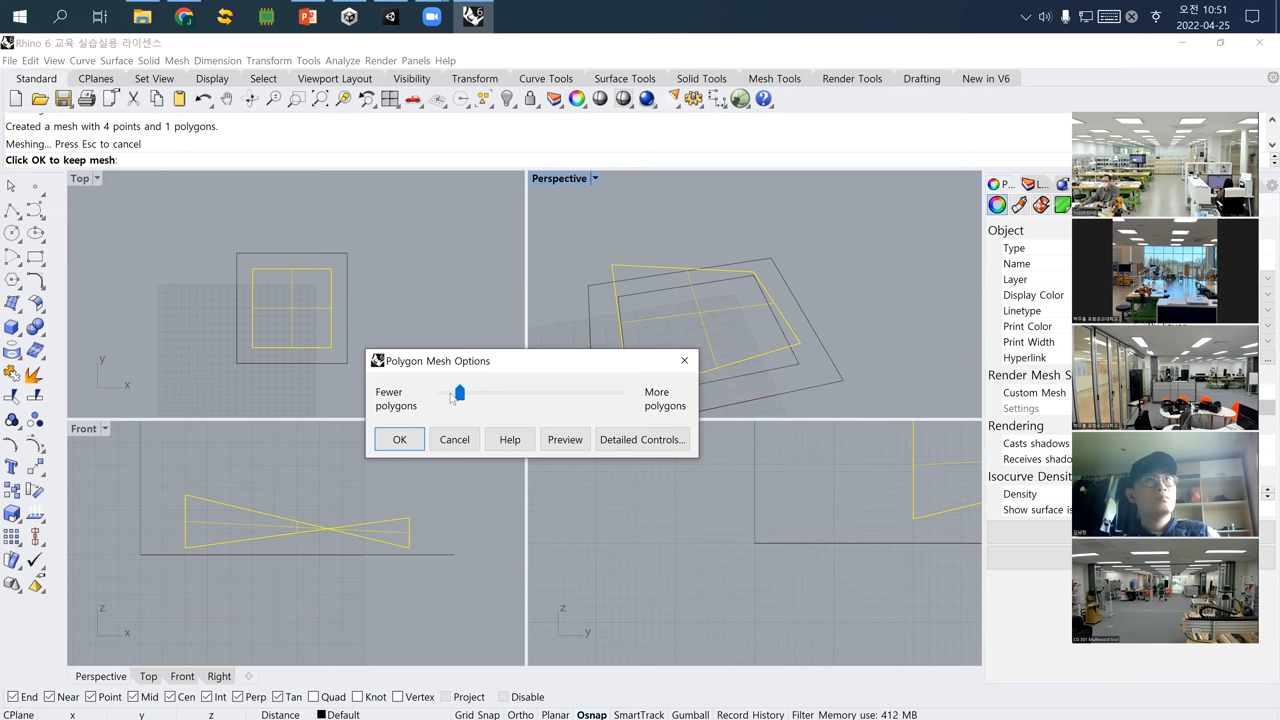 오전 10:51
2022-04-25
Rhino 6 교육 실습실용 라이센스
File Edit View Curve Surface Solid Mesh Dimension Transform Tools Analyze Render Panels Help
Standard CPlanes Set View Display Select Viewport Layout Visibility Transform Curve Tools Surface Tools Solid Tools Mesh Tools Render Tools Drafting New in V6
Created a mesh with 4 points and 1 polygons.
Meshing... Press Esc to cancel
Click OK to keep mesh:
Top
Perspective
P... L...
Object
Type
Name
Layer
Display Color
Linetype
Print Color
Print Width
Hyperlink
Render Mesh S
Custom Mesh
Settings
Rendering
Casts shadows
Receives shado
Isocurve Densit
Density
Show surface is
y
x
Polygon Mesh Options
Fewer polygons
More polygons
OK Cancel Help Preview Detailed Controls...
Front
z
x
z
y
CG 301 Multiwood tool
Perspective Top Front Right
End Near Point Mid Cen Int Perp Tan Quad Knot Vertex Project Disable
CPlane x y z Distance Default Grid Snap Ortho Planar Osnap SmartTrack Gumball Record History Filter Memory use: 412 MB